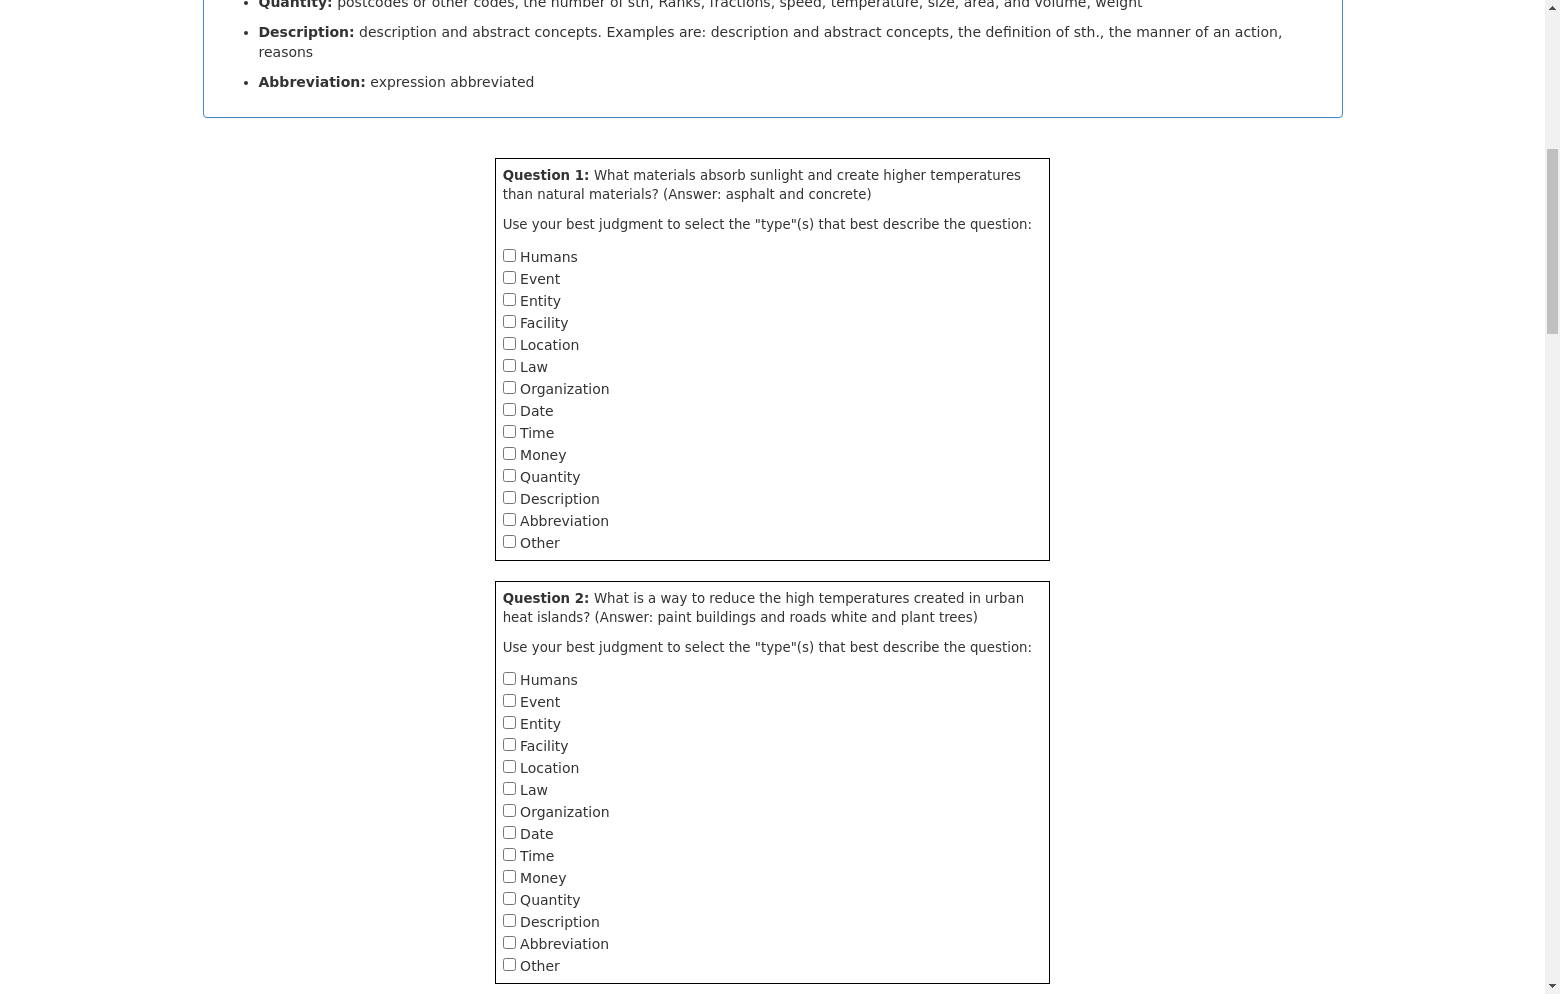 Quantity: postcodes or other codes, the number of sth, Ranks, fractions, speed, temperature, size, area, and volume, weight
Description: description and abstract concepts. Examples are: description and abstract concepts, the definition of sth., the manner of an action,
reasons
Abbreviation: expression abbreviated
Question 1: What materials absorb sunlight and create higher temperatures
than natural materials? (Answer: asphalt and concrete)
Use your best judgment to select the "type"(s) that best describe the question:
Humans
Event
Entity
Facility
Location
Law
Organization
Date
Time
Money
Quantity
Description
Abbreviation
Other
Question 2: What is a way to reduce the high temperatures created in urban
heat islands? (Answer: paint buildings and roads white and plant trees)
Use your best judgment to select the "type"(s) that best describe the question:
Humans
Event
Entity
Facility
Location
Law
Organization
Date
Time
Money
Quantity
Description
Abbreviation
Other